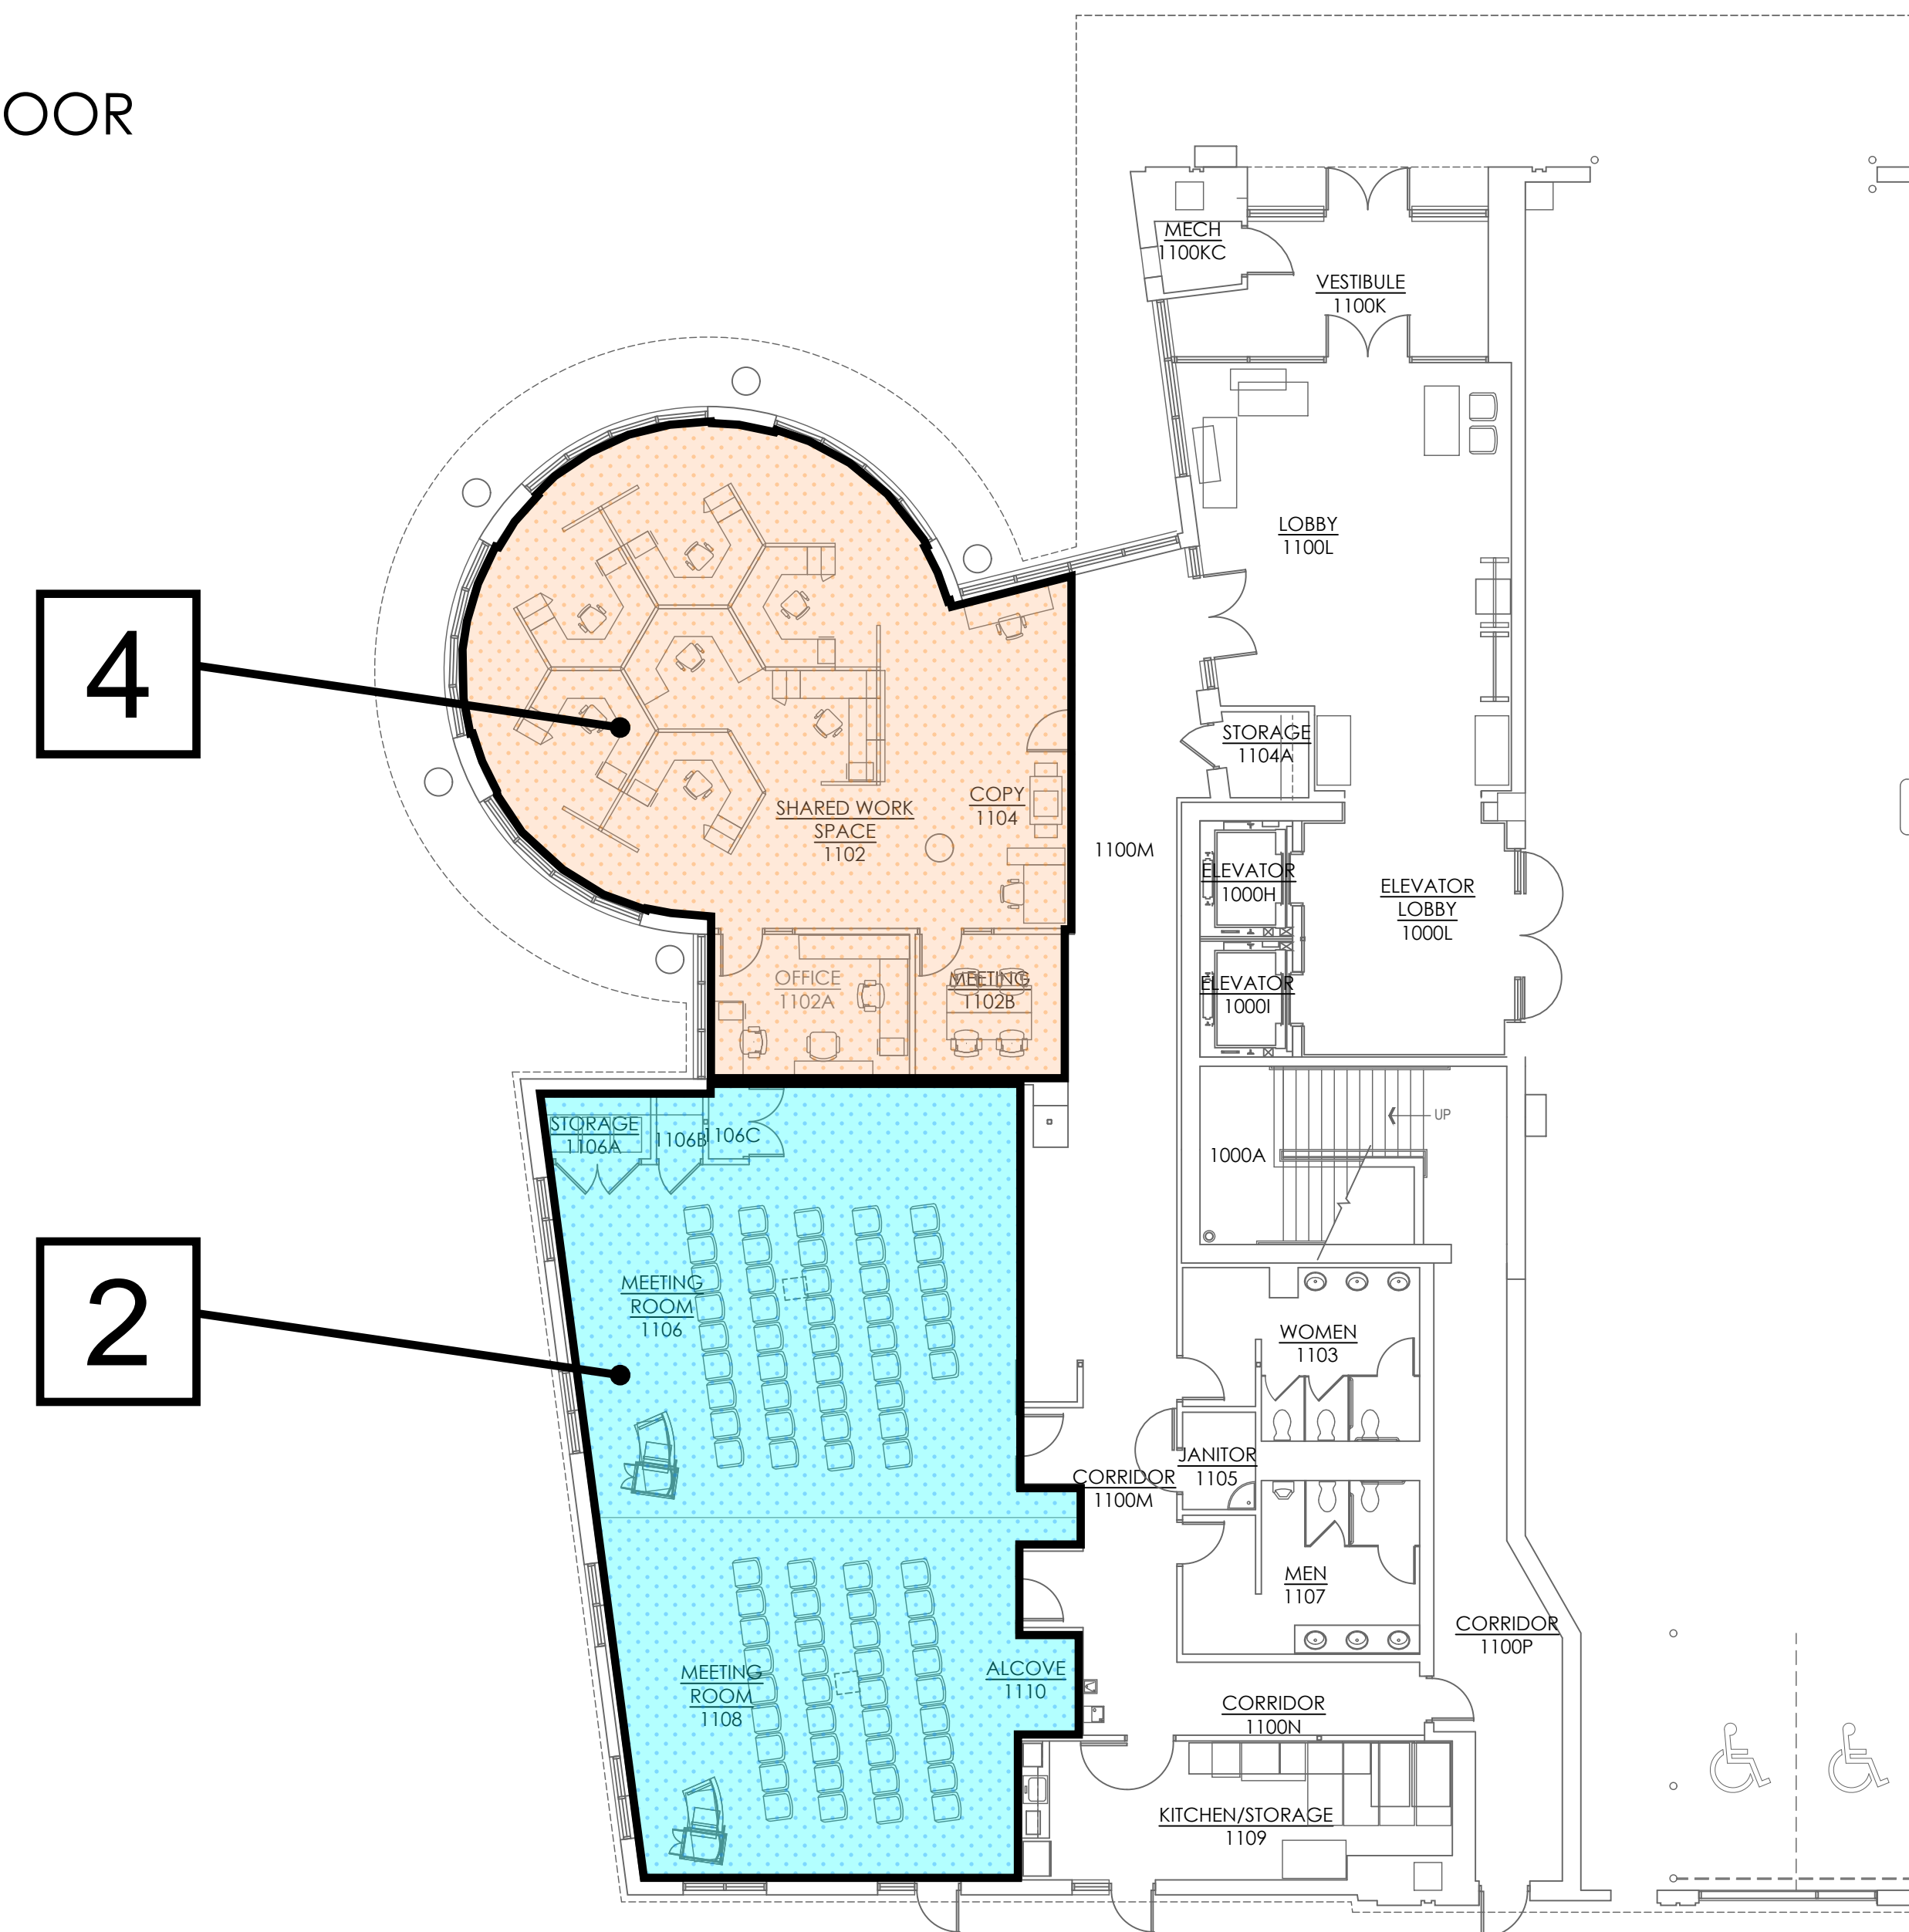 OOR
MECH
1100KC
VESTIBULE
1100K
LOBBY
1100L
4
STORAGE
1104A
SHARED WORK
SPACE
1102
COPY
1104
1100M
ELEVATOR
1000H
ELEVATOR
LOBBY
1000L
OFFICE
1102A
MEETING
1102B
ELEVATOR
1000I
STORAGE
1106A
1106B
1106C
UP
1000A
2
MEETING
ROOM
1106
WOMEN
1103
JANITOR
1105
CORRIDOR
1100M
MEN
1107
CORRIDOR
1100P
MEETING
ROOM
1108
ALCOVE
1110
CORRIDOR
1100N
KITCHEN/STORAGE
1109